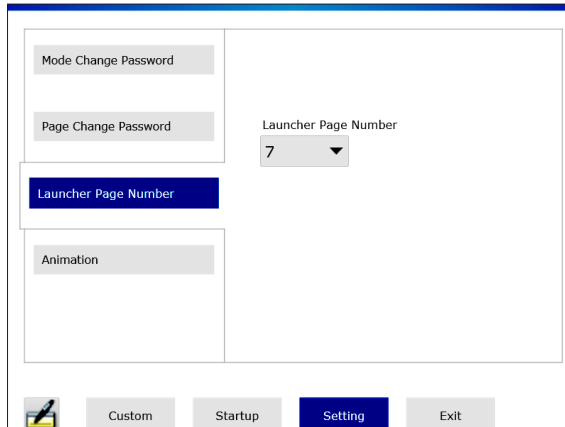 Mode Change Password
Page Change Password
Launcher Page Number
Animation
Launcher Page Number
7
Custom
Startup
Setting
Exit